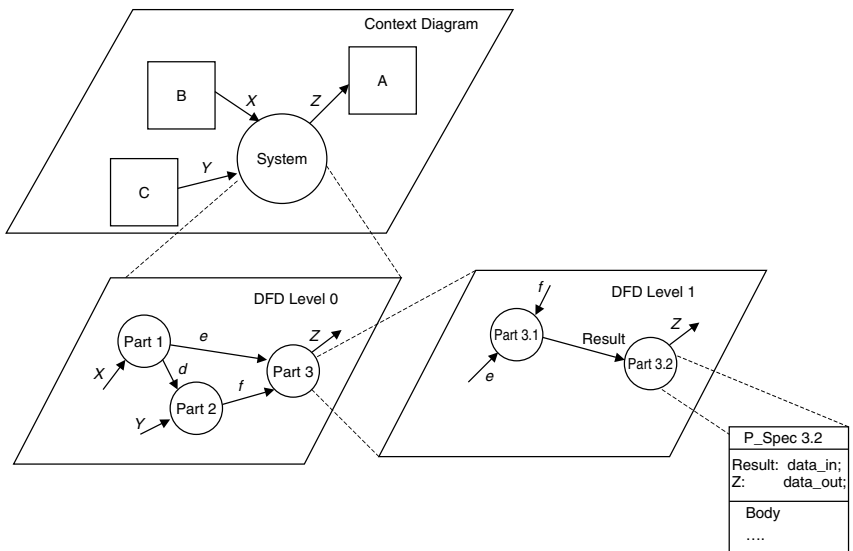 Context Diagram
B
X
Z
A
System
C
Y
DFD Level 0
Part 1
e
Z
X
d
Part 2
f
Part 3
Y
DFD Level 1
f
Part 3.1
Result
Z
Part 3.2
e
P_Spec 3.2
Result: data_in;
Z: data_out;
Body
....